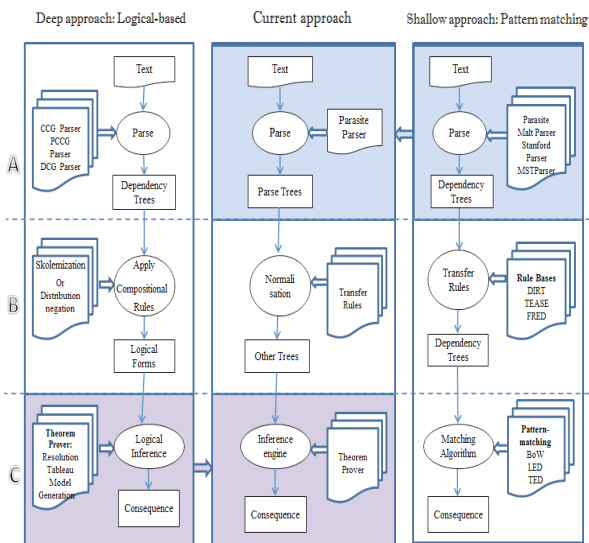 Deep approach: Logical-based
Current approach
Shallow approach: Pattern matching
A
Text
CCG Parser
PCCG
Parser
DCG Parser
Parse
Dependency
Trees
Text
Parse
Parasite
Parser
Parse Trees
Text
Parse
Parasite
Malt Parser
Stanford
Parser
MSTParser
Dependency
Trees
B
Skolemization
Or
Distribution
negation
Apply
Compositional
Rules
Logical
Forms
Normali
sation
Transfer
Rules
Other Trees
Transfer
Rules
Rule Bases
DIRT
TEASE
FRED
Dependency
Trees
C
Theorem
Prover:
Resolution
Tableau
Model
Generation
Logical
Inference
Consequence
Inference
engine
Theorem
Prover
Consequence
Matching
Algorithm
Pattern-
matching
BoW
LED
TED
Consequence